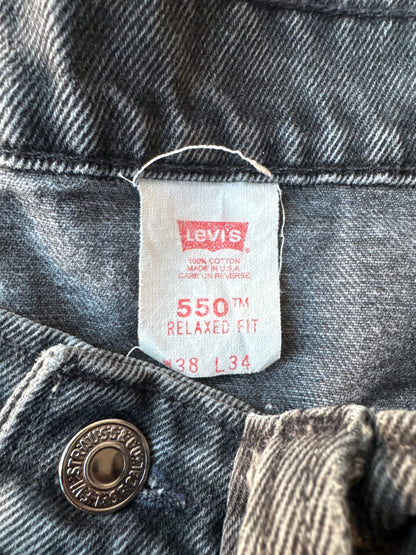 Levi's
100% COTTON
MADE IN U.S.A.
CARE ON REVERSE
550™
RELAXED FIT
W38 L34
LEVI STRAUSS & CO.